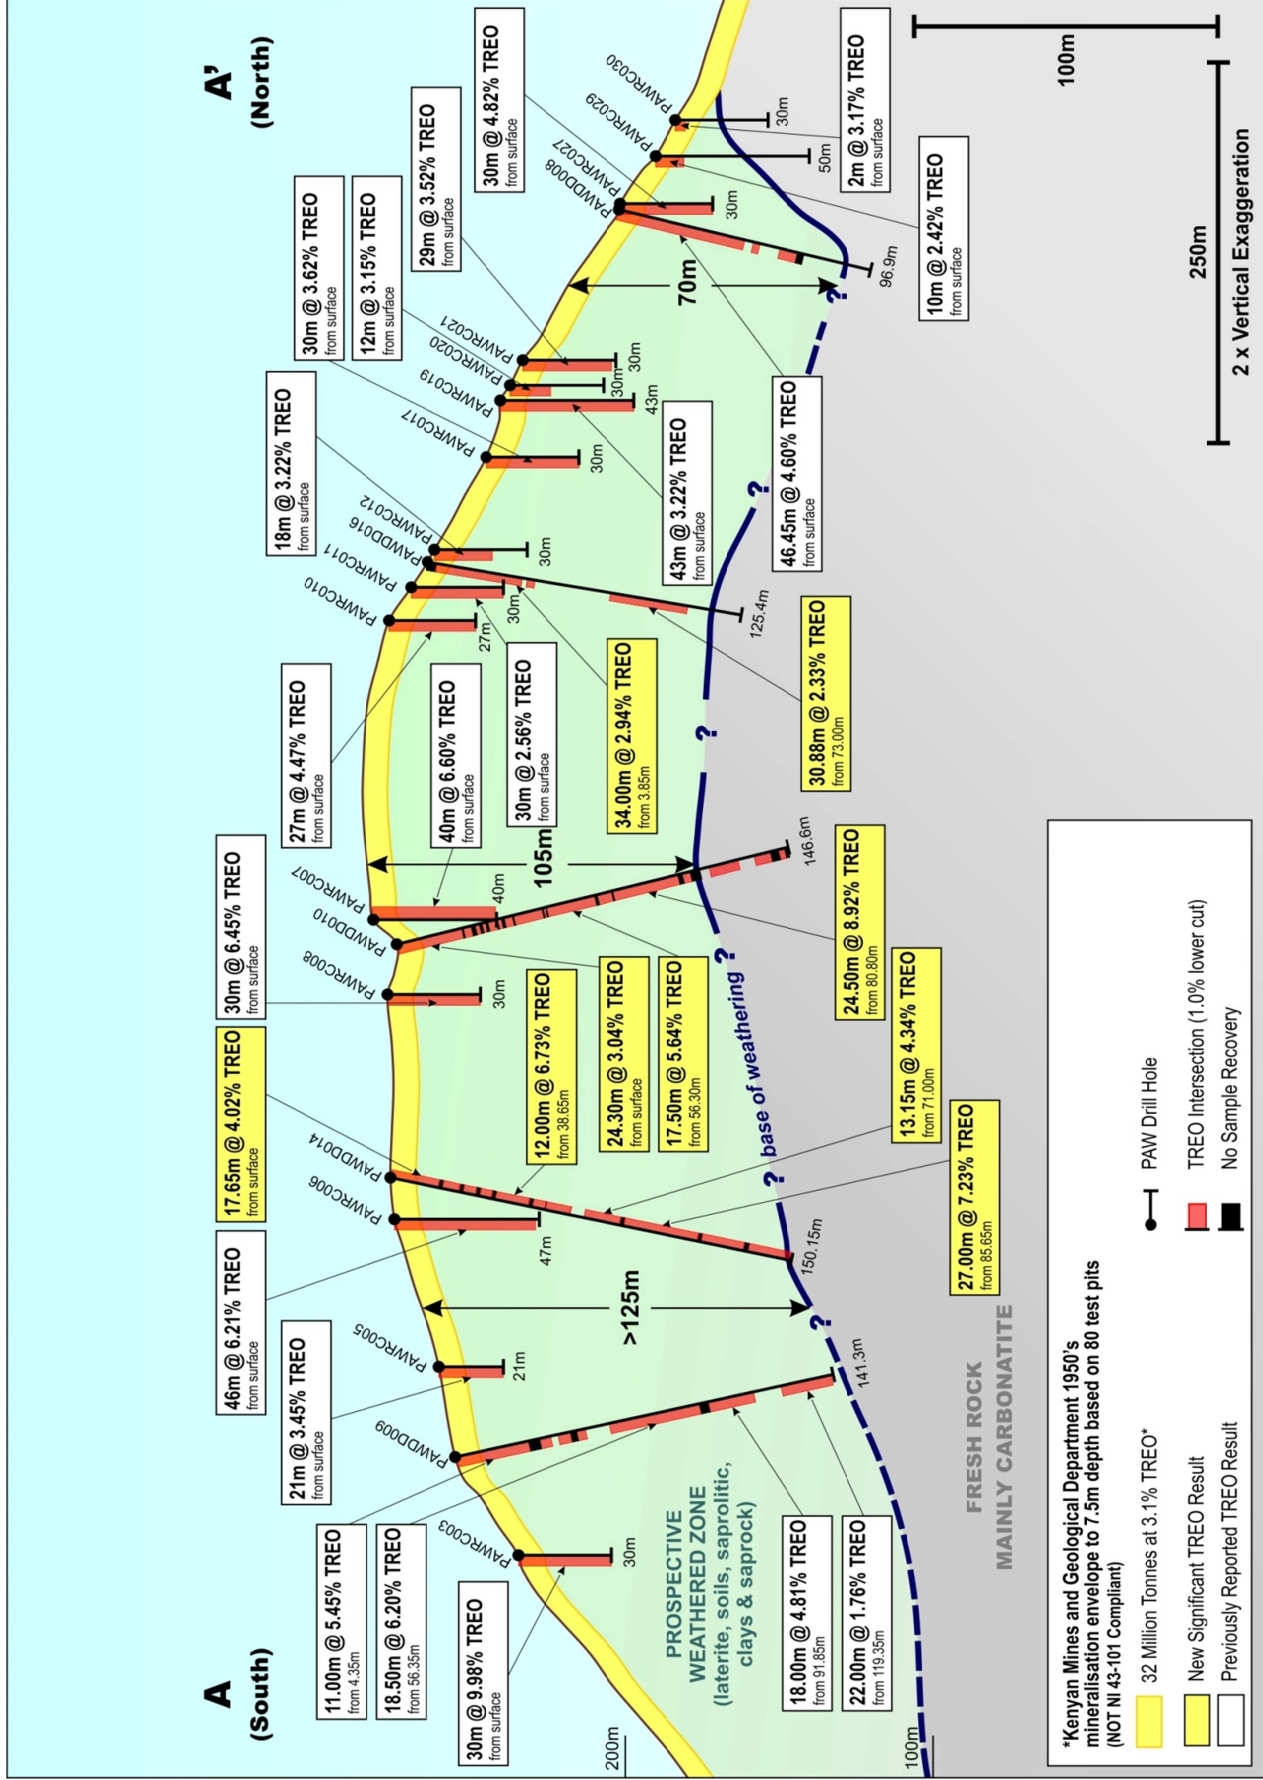 A
(South)
A'
(North)
17.65m @ 4.02% TREO
from surface
30m @ 6.45% TREO
from surface
46m @ 6.21% TREO
from surface
21m @ 3.45% TREO
from surface
11.00m @ 5.45% TREO
from 4.35m
18.50m @ 6.20% TREO
from 56.35m
30m @ 9.98% TREO
from surface
27m @ 4.47% TREO
from surface
18m @ 3.22% TREO
from surface
30m @ 3.62% TREO
from surface
12m @ 3.15% TREO
from surface
29m @ 3.52% TREO
from surface
30m @ 4.82% TREO
from surface
PAWRC003
PAWDD009
PAWRC005
PAWRC006
PAWDD014
PAWRC008
PAWDD010
PAWRC007
PAWRC010
PAWRC011
PAWDD016
PAWRC012
PAWRC017
PAWRC019
PAWRC020
PAWRC021
PAWDD008
PAWRC027
PAWRC029
PAWRC030
30m
141.3m
21m
47m
150.15m
30m
146.6m
40m
27m
30m
125.4m
30m
30m
43m
30m
30m
96.9m
30m
50m
30m
40m @ 6.60% TREO
from surface
30m @ 2.56% TREO
from surface
34.00m @ 2.94% TREO
from 3.85m
12.00m @ 6.73% TREO
from 38.65m
24.30m @ 3.04% TREO
from surface
17.50m @ 5.64% TREO
from 56.30m
43m @ 3.22% TREO
from surface
46.45m @ 4.60% TREO
from surface
2m @ 3.17% TREO
from surface
10m @ 2.42% TREO
from surface
30.88m @ 2.33% TREO
from 73.00m
24.50m @ 8.92% TREO
from 80.80m
13.15m @ 4.34% TREO
from 71.00m
27.00m @ 7.23% TREO
from 85.65m
18.00m @ 4.81% TREO
from 91.85m
22.00m @ 1.76% TREO
from 119.35m
>125m
105m
70m
200m
100m
PROSPECTIVE
WEATHERED ZONE
(laterite, soils, saprolitic,
clays & saprock)
? ? base of weathering ? ? ? ?
FRESH ROCK
MAINLY CARBONATITE
100m
250m
2 x Vertical Exaggeration
*Kenyan Mines and Geological Department 1950's
mineralisation envelope to 7.5m depth based on 80 test pits
(NOT NI 43-101 Compliant)
32 Million Tonnes at 3.1% TREO*
New Significant TREO Result
Previously Reported TREO Result
PAW Drill Hole
TREO Intersection (1.0% lower cut)
No Sample Recovery